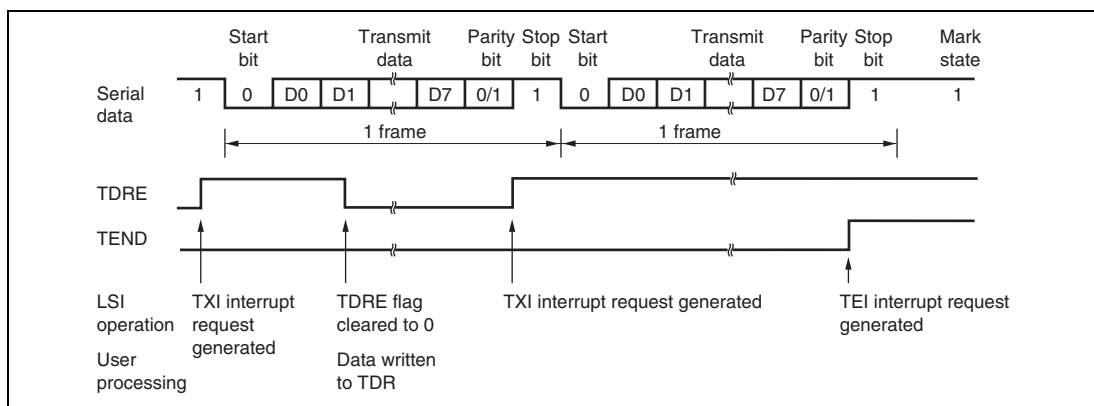 Start bit Transmit data Parity bit Stop bit Start bit Transmit data Parity bit Stop bit Mark state
Serial data 1 0 D0 D1 D7 0/1 1 0 D0 D1 D7 0/1 1 1
1 frame 1 frame
TDRE
TEND
LSI operation TXI interrupt request generated TDRE flag cleared to 0 TXI interrupt request generated TEI interrupt request generated
User processing Data written to TDR